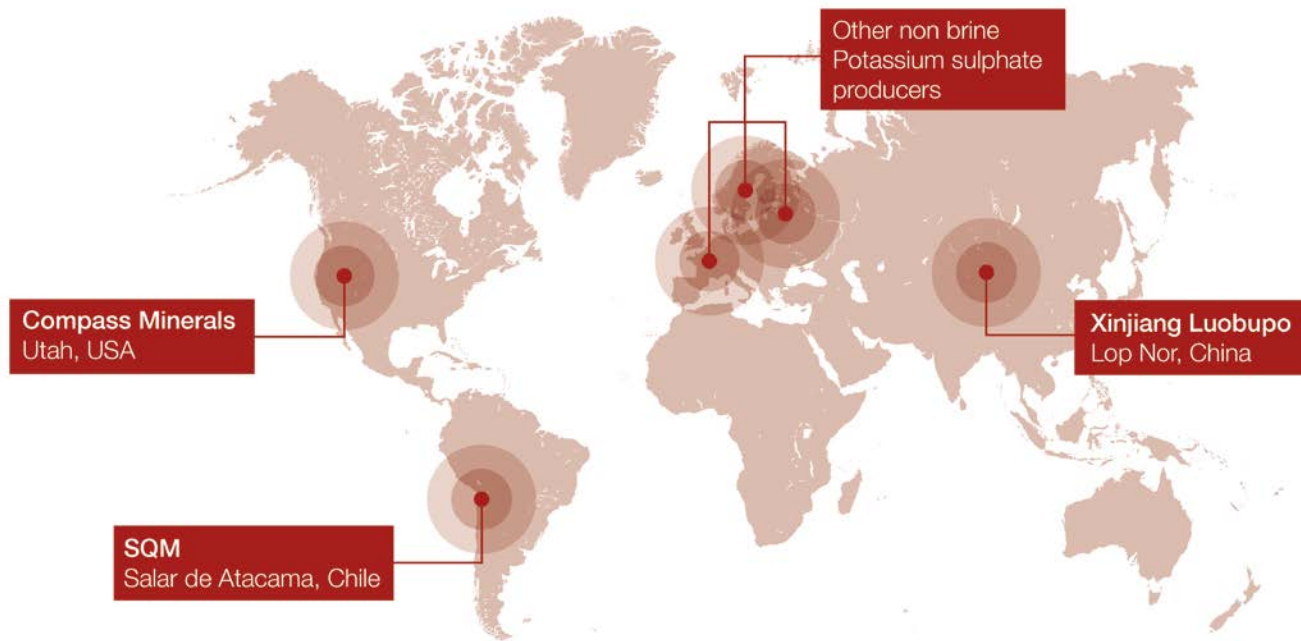 Other non brine
Potassium sulphate
producers
Compass Minerals
Utah, USA
Xinjiang Luobupo
Lop Nor, China
SQM
Salar de Atacama, Chile